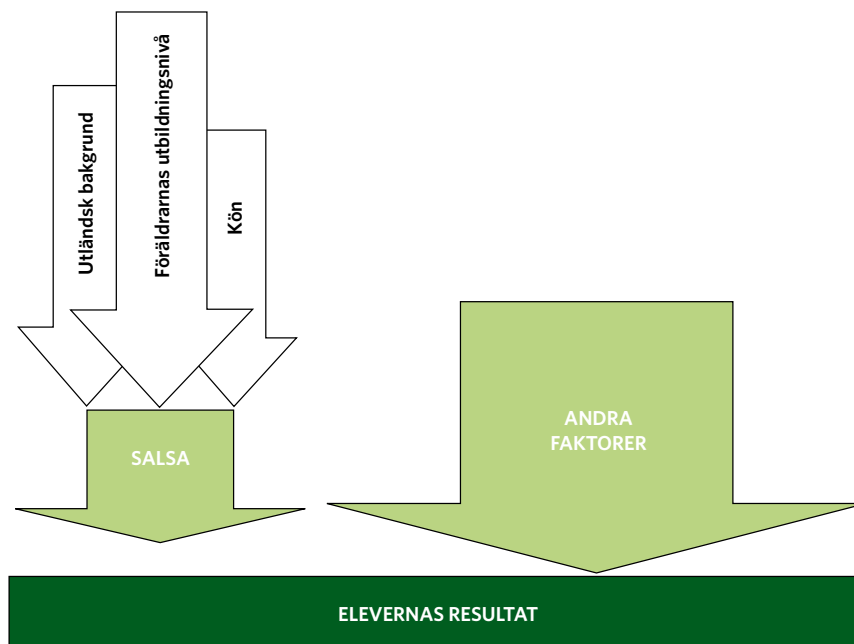 Utländsk bakgrund
Föräldrarnas utbildningsnivå
Kön
SALSA
ANDRA
FAKTORER
ELEVERNAS RESULTAT